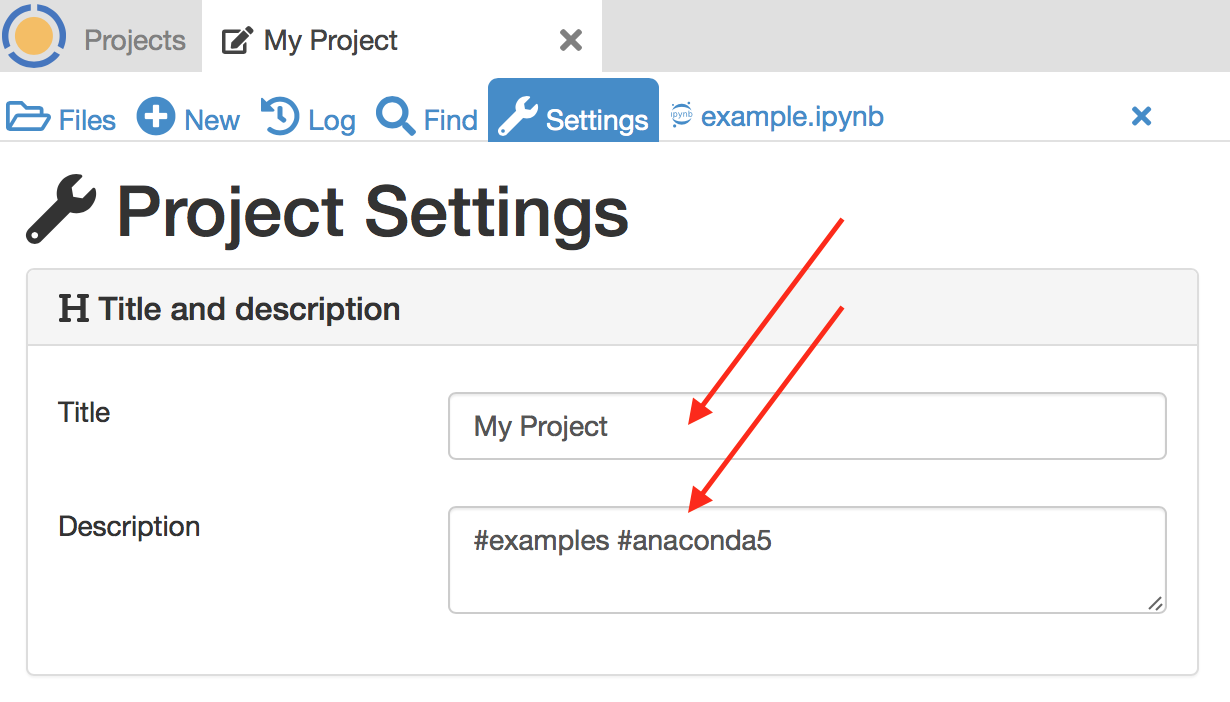 Projects My Project
Files New Log Find Settings ipynb example.ipynb
Project Settings
Title and description
Title My Project
Description #examples #anaconda5